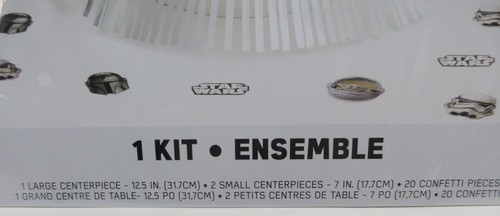 STAR WARS
STAR WARS
1 KIT • ENSEMBLE
1 LARGE CENTERPIECE - 12.5 IN. (31.7CM) • 2 SMALL CENTERPIECES - 7 IN. (17.7CM) • 20 CONFETTI PIECES
1 GRAND CENTRE DE TABLE- 12,5 PO (31,7CM) • 2 PETITS CENTRES DE TABLE - 7 PO (17,7CM) • 20 CONFETTI